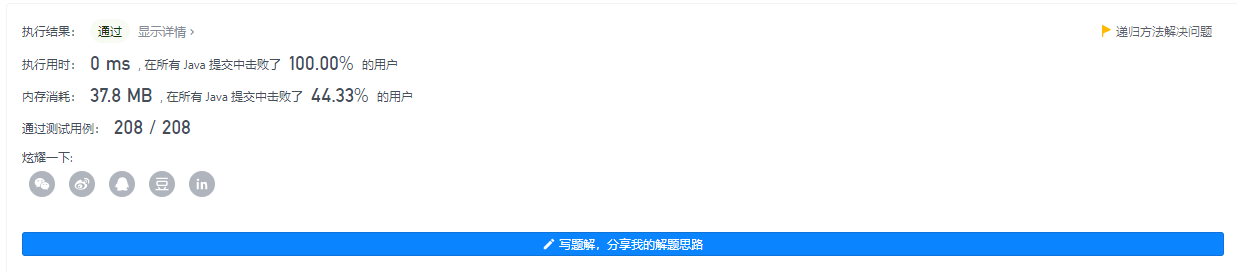 执行结果： 通过 显示详情 › 递归方法解决问题
执行用时： 0 ms , 在所有 Java 提交中击败了 100.00% 的用户
内存消耗： 37.8 MB , 在所有 Java 提交中击败了 44.33% 的用户
通过测试用例： 208 / 208
炫耀一下:
豆 in
写题解，分享我的解题思路